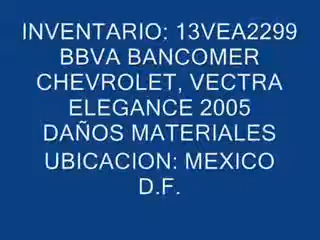 INVENTARIO: 13VEA2299
BBVA BANCOMER
CHEVROLET, VECTRA
ELEGANCE 2005
DAÑOS MATERIALES
UBICACION: MEXICO
D.F.